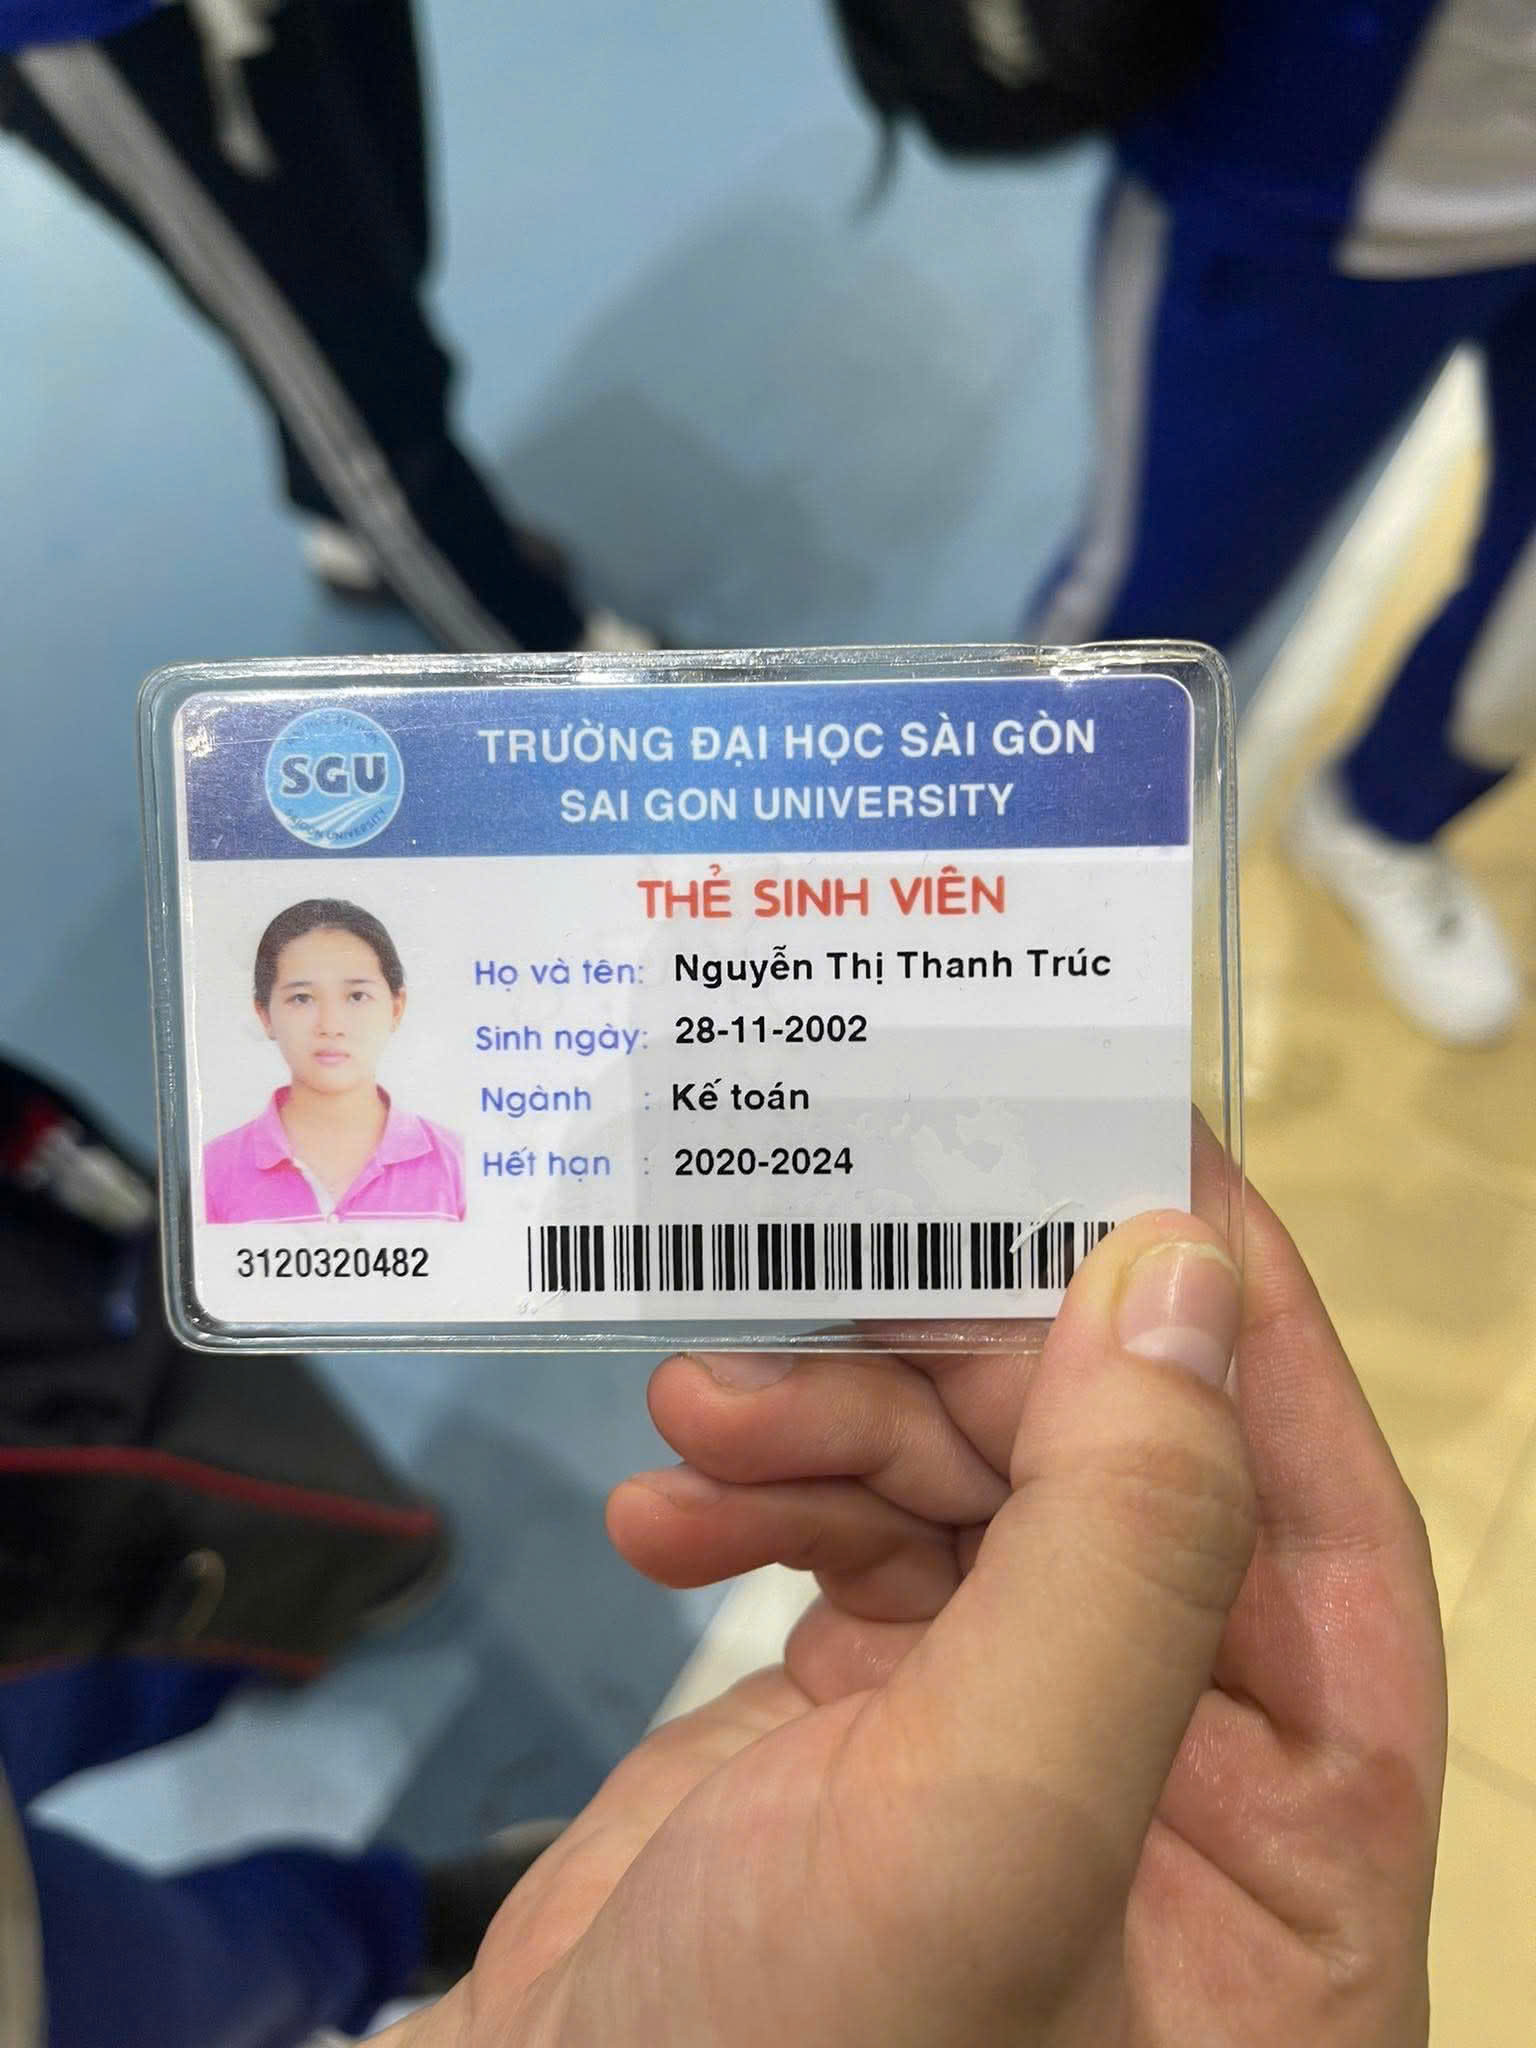 SGU
SAIGON UNIVERSITY
TRƯỜNG ĐẠI HỌC SÀI GÒN
SAI GON UNIVERSITY
THẺ SINH VIÊN
Họ và tên: Nguyễn Thị Thanh Trúc
Sinh ngày: 28-11-2002
Ngành : Kế toán
Hết hạn : 2020-2024
3120320482